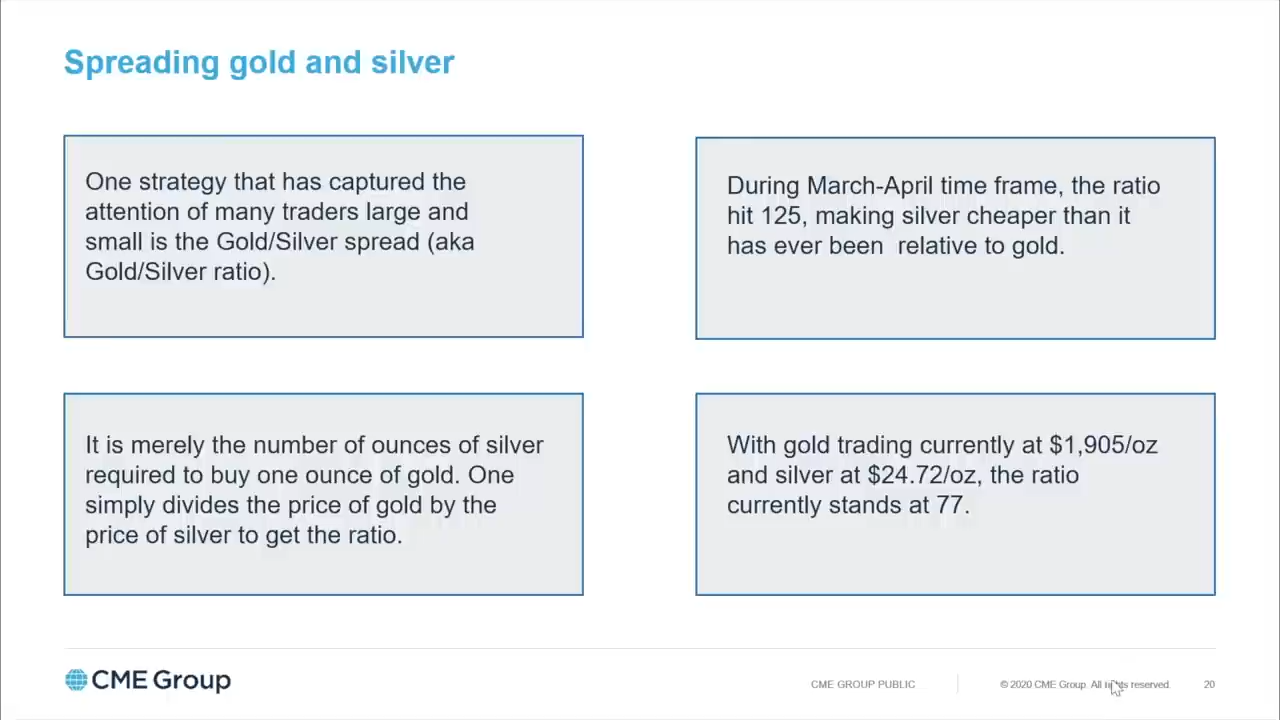 Spreading gold and silver
One strategy that has captured the
attention of many traders large and
small is the Gold/Silver spread (aka
Gold/Silver ratio).
During March-April time frame, the ratio
hit 125, making silver cheaper than it
has ever been  relative to gold.
It is merely the number of ounces of silver
required to buy one ounce of gold. One
simply divides the price of gold by the
price of silver to get the ratio.
With gold trading currently at $1,905/oz
and silver at $24.72/oz, the ratio
currently stands at 77.
CME Group
CME GROUP PUBLIC
© 2020 CME Group. All rights reserved.
20